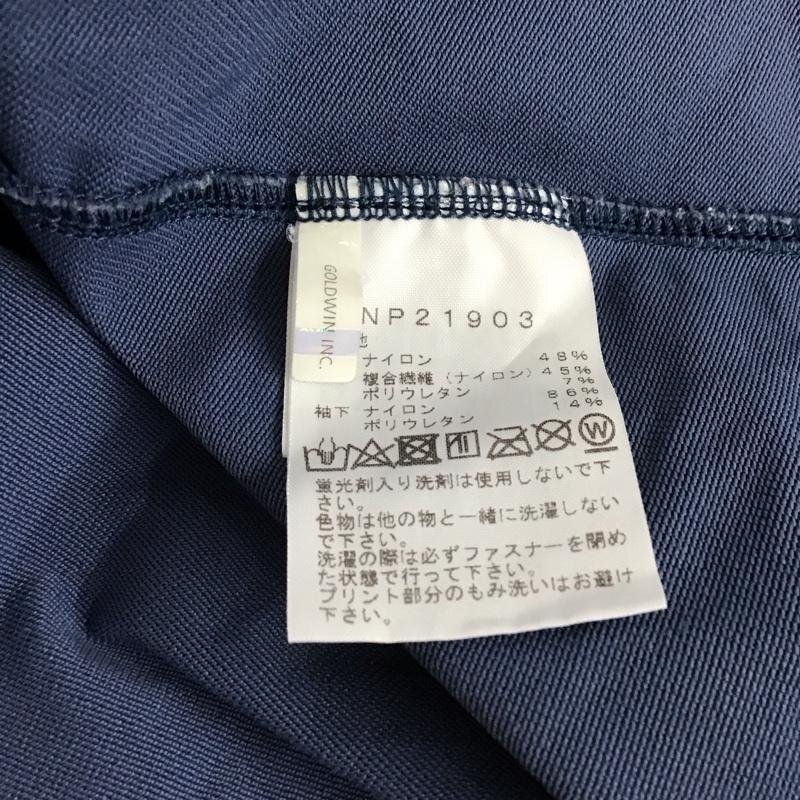 GOLDWIN INC.
NP21903
地
ナイロン 48%
複合繊維(ナイロン) 45%
ポリウレタン 7%
袖下 ナイロン 86%
ポリウレタン 14%
W
蛍光剤入り洗剤は使用しないで下
さい。
色物は他の物と一緒に洗濯しない
で下さい。
洗濯の際は必ずファスナーを閉め
た状態で行って下さい。
プリント部分のもみ洗いはお避け
下さい。